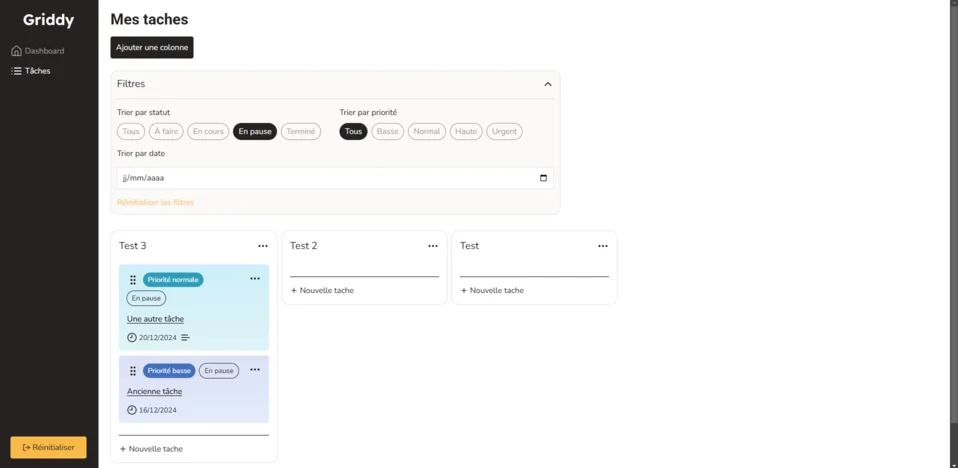 Griddy
Dashboard
Tâches
Réinitialiser
Mes taches
Ajouter une colonne
Filtres
Trier par statut
Tous À faire En cours En pause Terminé
Trier par priorité
Tous Basse Normal Haute Urgent
Trier par date
jj/mm/aaaa
Réinitialiser les filtres
Test 3
Priorité normale
En pause
Une autre tâche
20/12/2024
Priorité basse En pause
Ancienne tâche
16/12/2024
+ Nouvelle tache
Test 2
+ Nouvelle tache
Test
+ Nouvelle tache